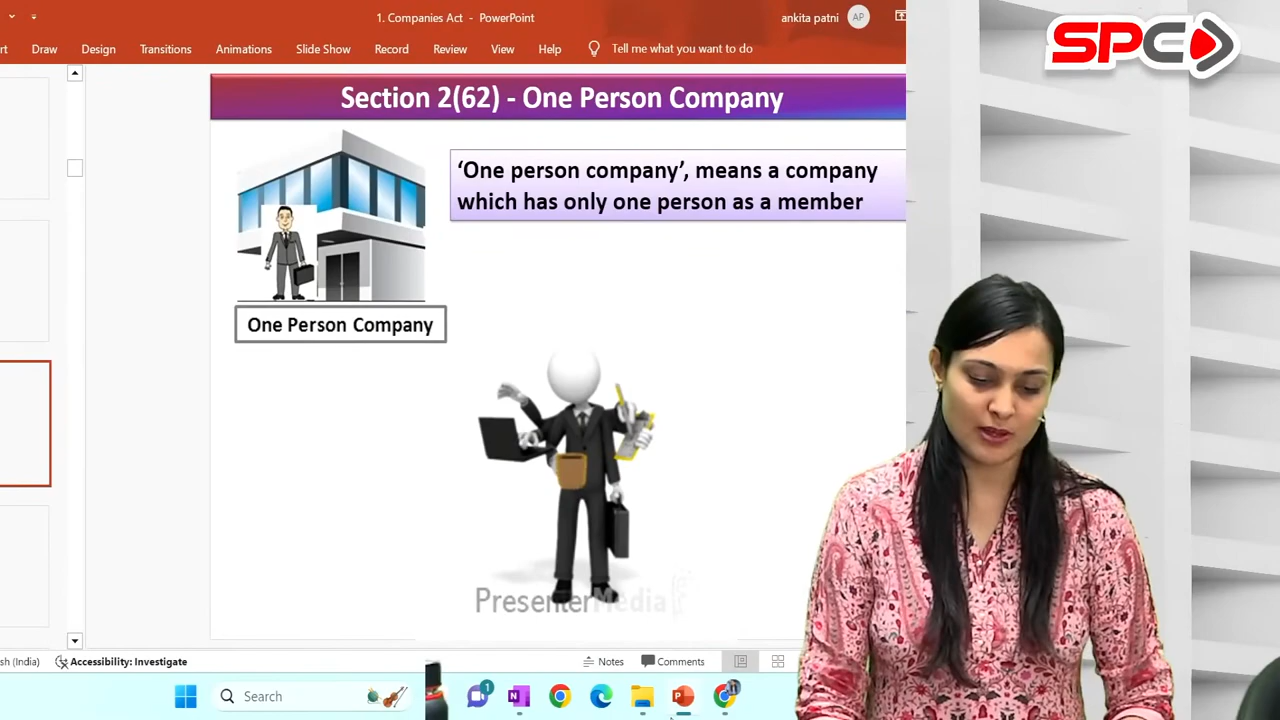 1. Companies Act - PowerPoint
ankita patni AP
Draw Design Transitions Animations Slide Show Record Review View Help Tell me what you want to do
SPC
Section 2(62) - One Person Company
‘One person company’, means a company
which has only one person as a member
One Person Company
PresenterMedia
(India) Accessibility: Investigate Notes Comments
Search 1